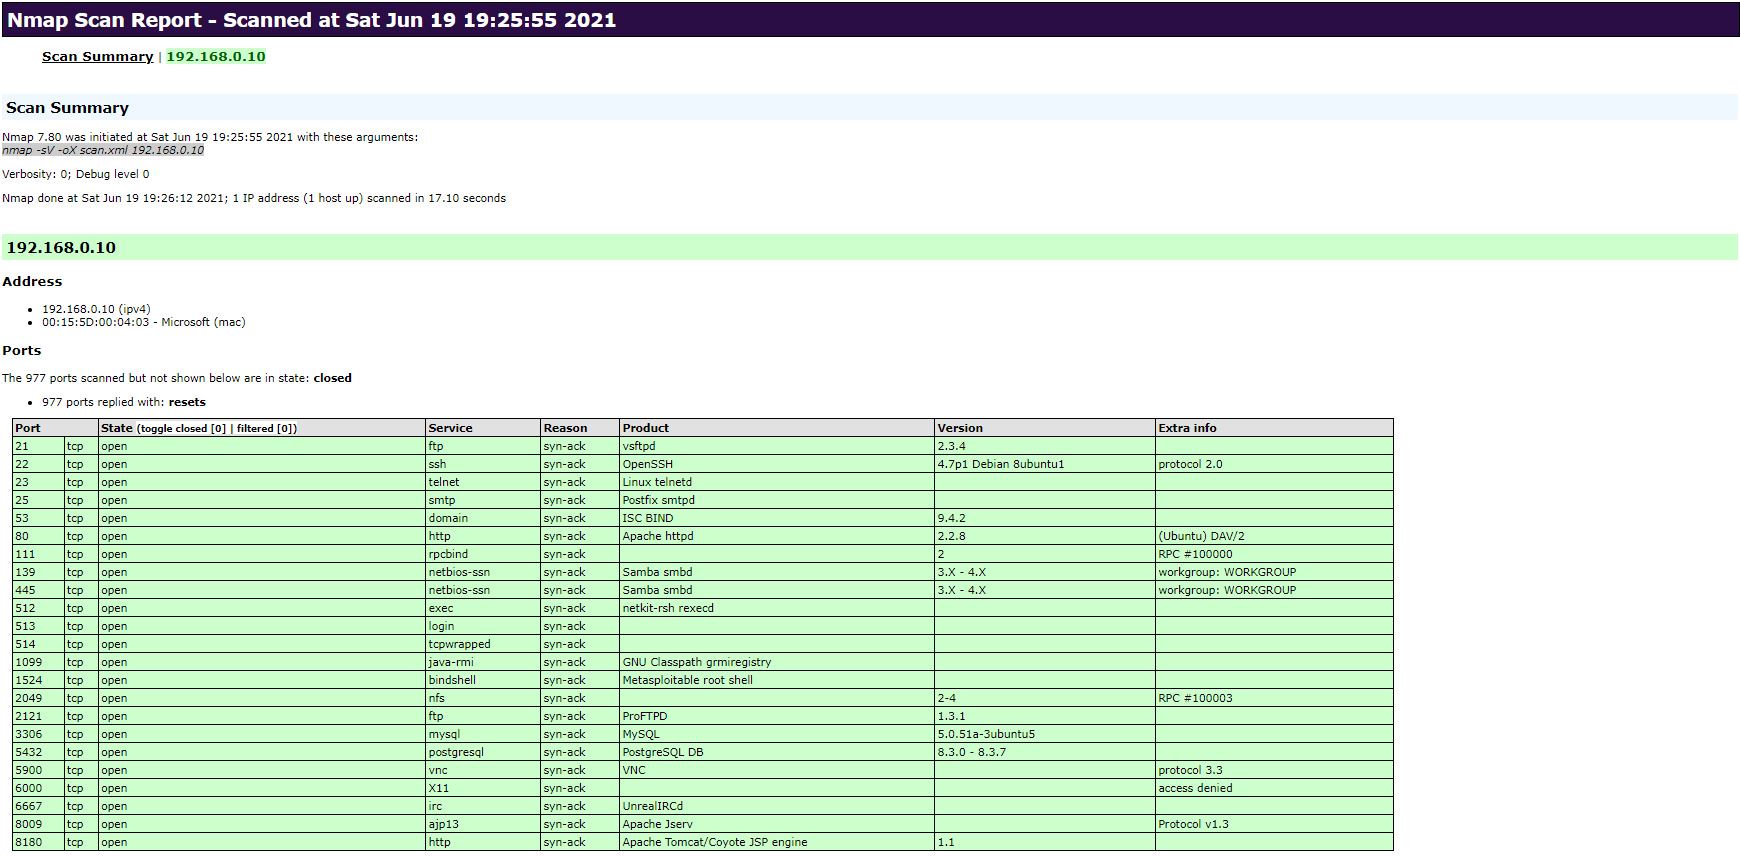 Nmap Scan Report - Scanned at Sat Jun 19 19:25:55 2021
Scan Summary | 192.168.0.10
Scan Summary
Nmap 7.80 was initiated at Sat Jun 19 19:25:55 2021 with these arguments:
nmap -sV -oX scan.xml 192.168.0.10
Verbosity: 0; Debug level 0
Nmap done at Sat Jun 19 19:26:12 2021; 1 IP address (1 host up) scanned in 17.10 seconds
192.168.0.10
Address
192.168.0.10 (ipv4)
00:15:5D:00:04:03 - Microsoft (mac)
Ports
The 977 ports scanned but not shown below are in state: closed
977 ports replied with: resets
Port State (toggle closed [0] | filtered [0]) Service Reason Product Version Extra info
21 tcp open ftp syn-ack vsftpd 2.3.4
22 tcp open ssh syn-ack OpenSSH 4.7p1 Debian 8ubuntu1 protocol 2.0
23 tcp open telnet syn-ack Linux telnetd
25 tcp open smtp syn-ack Postfix smtpd
53 tcp open domain syn-ack ISC BIND 9.4.2
80 tcp open http syn-ack Apache httpd 2.2.8 (Ubuntu) DAV/2
111 tcp open rpcbind syn-ack 2 RPC #100000
139 tcp open netbios-ssn syn-ack Samba smbd 3.X - 4.X workgroup: WORKGROUP
445 tcp open netbios-ssn syn-ack Samba smbd 3.X - 4.X workgroup: WORKGROUP
512 tcp open exec syn-ack netkit-rsh rexecd
513 tcp open login syn-ack
514 tcp open tcpwrapped syn-ack
1099 tcp open java-rmi syn-ack GNU Classpath grmiregistry
1524 tcp open bindshell syn-ack Metasploitable root shell
2049 tcp open nfs syn-ack 2-4 RPC #100003
2121 tcp open ftp syn-ack ProFTPD 1.3.1
3306 tcp open mysql syn-ack MySQL 5.0.51a-3ubuntu5
5432 tcp open postgresql syn-ack PostgreSQL DB 8.3.0 - 8.3.7
5900 tcp open vnc syn-ack VNC protocol 3.3
6000 tcp open X11 syn-ack access denied
6667 tcp open irc syn-ack UnrealIRCd
8009 tcp open ajp13 syn-ack Apache Jserv Protocol v1.3
8180 tcp open http syn-ack Apache Tomcat/Coyote JSP engine 1.1